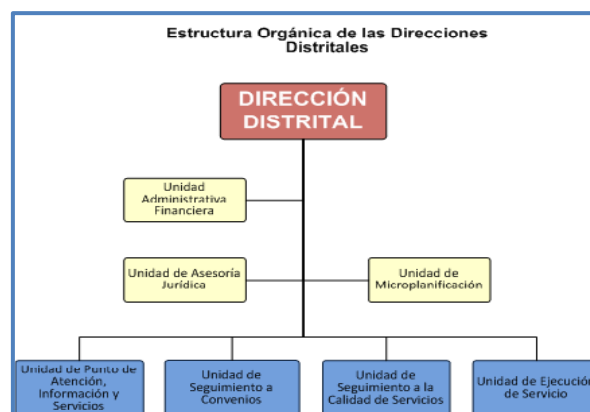 Estructura Orgánica de las Direcciones
Distritales
DIRECCIÓN
DISTRITAL
Unidad
Administrativa
Financiera
Unidad de Asesoría
Jurídica
Unidad de
Microplanificación
Unidad de Punto de
Atención,
Información y
Servicios
Unidad de
Seguimiento a
Convenios
Unidad de
Seguimiento a la
Calidad de Servicios
Unidad de Ejecución
de Servicio